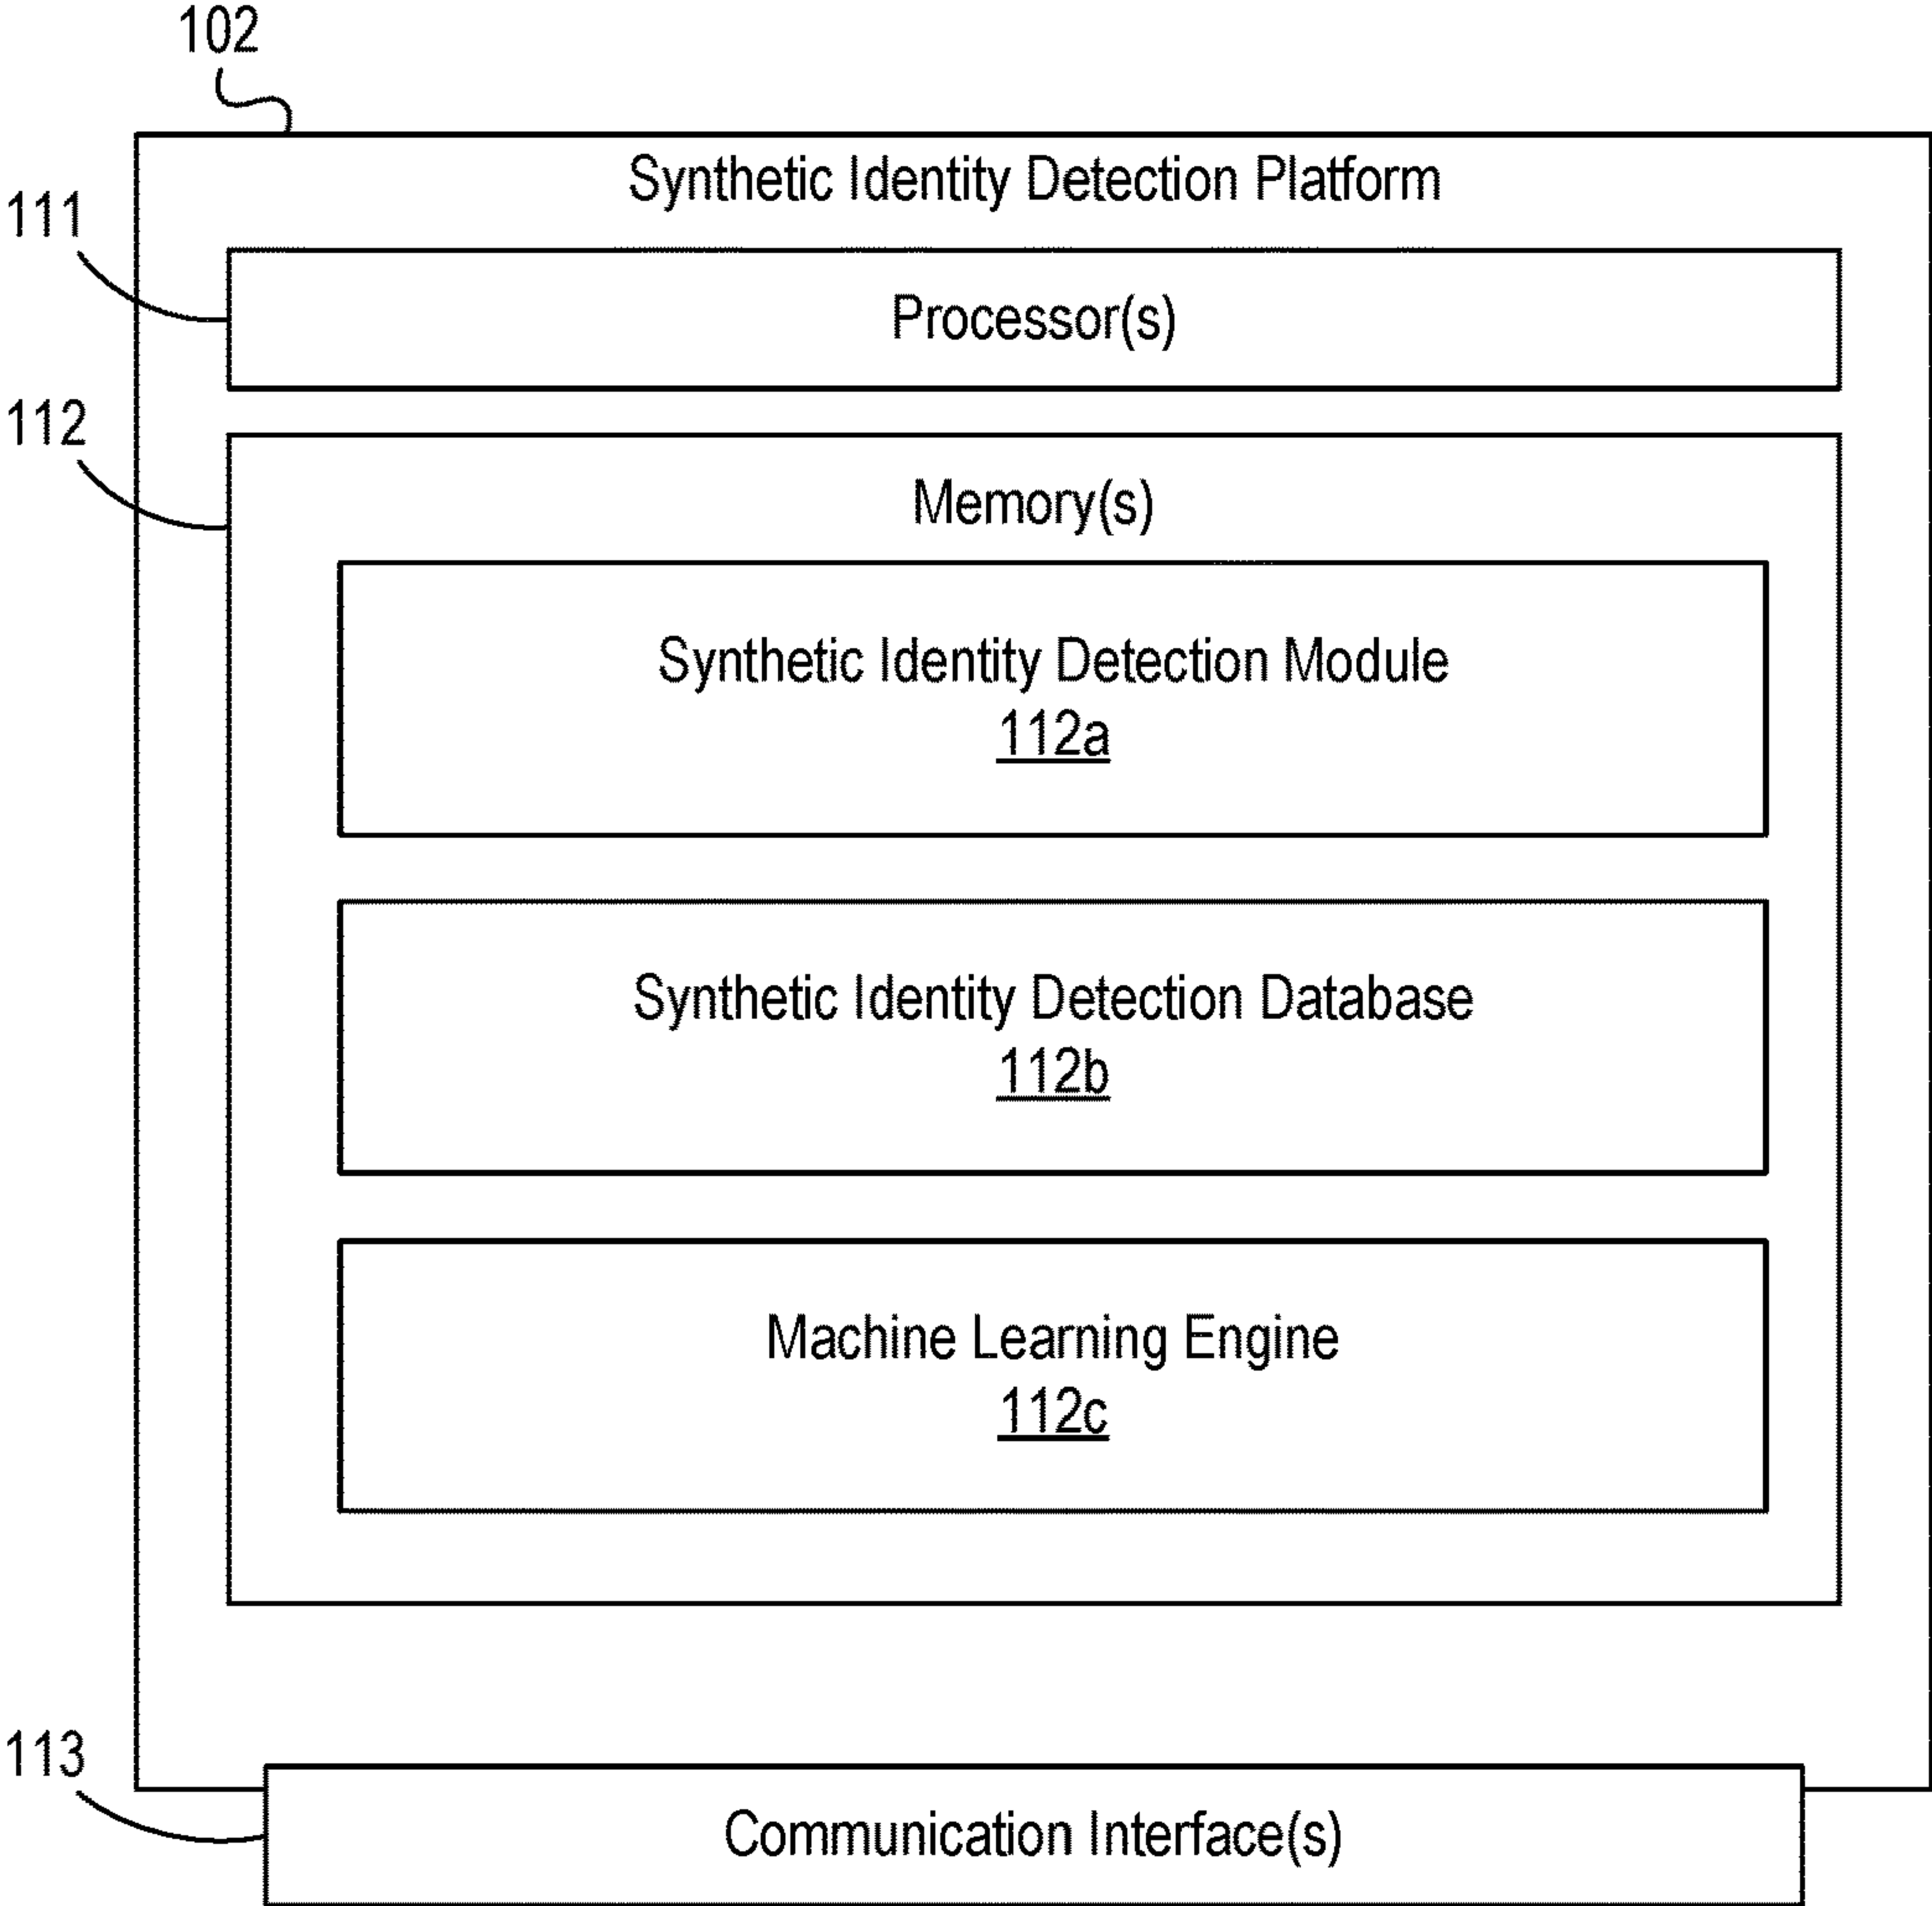 102
Synthetic Identity Detection Platform
111
Processor(s)
112
Memory(s)
Synthetic Identity Detection Module
112a
Synthetic Identity Detection Database
112b
Machine Learning Engine
112c
113
Communication Interface(s)